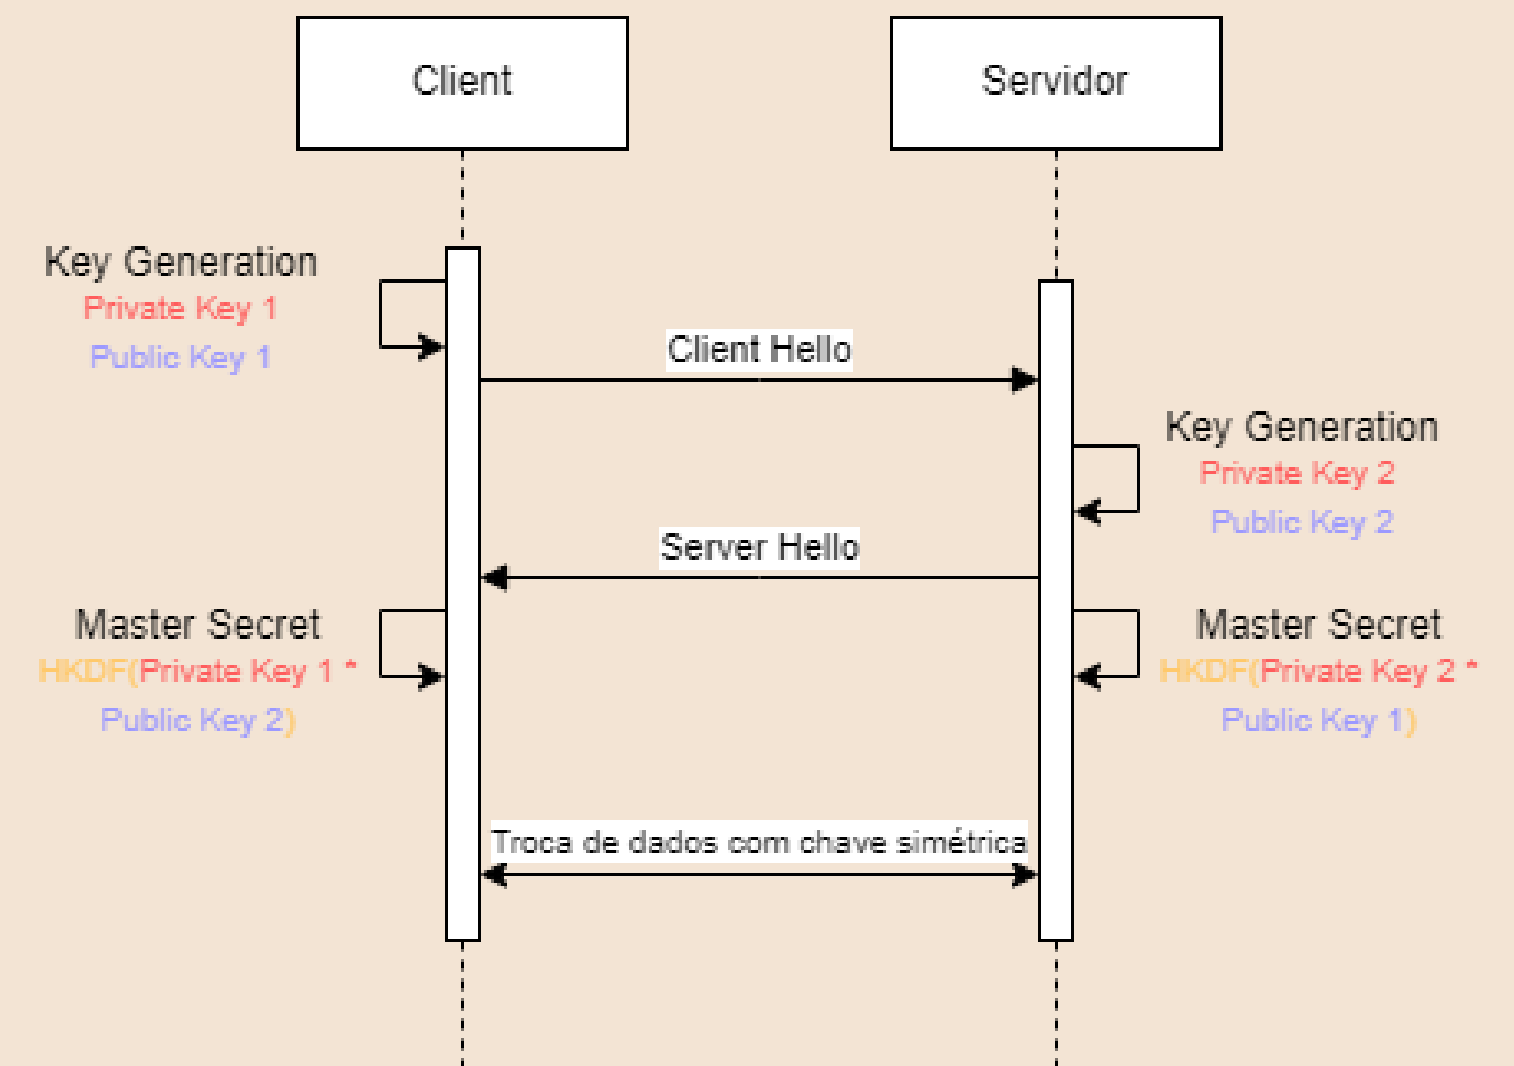 Client
Servidor
Key Generation
Private Key 1
Public Key 1
Client Hello
Key Generation
Private Key 2
Public Key 2
Server Hello
Master Secret
HKDF(Private Key 1 *
Public Key 2)
Master Secret
HKDF(Private Key 2 *
Public Key 1)
Troca de dados com chave simétrica